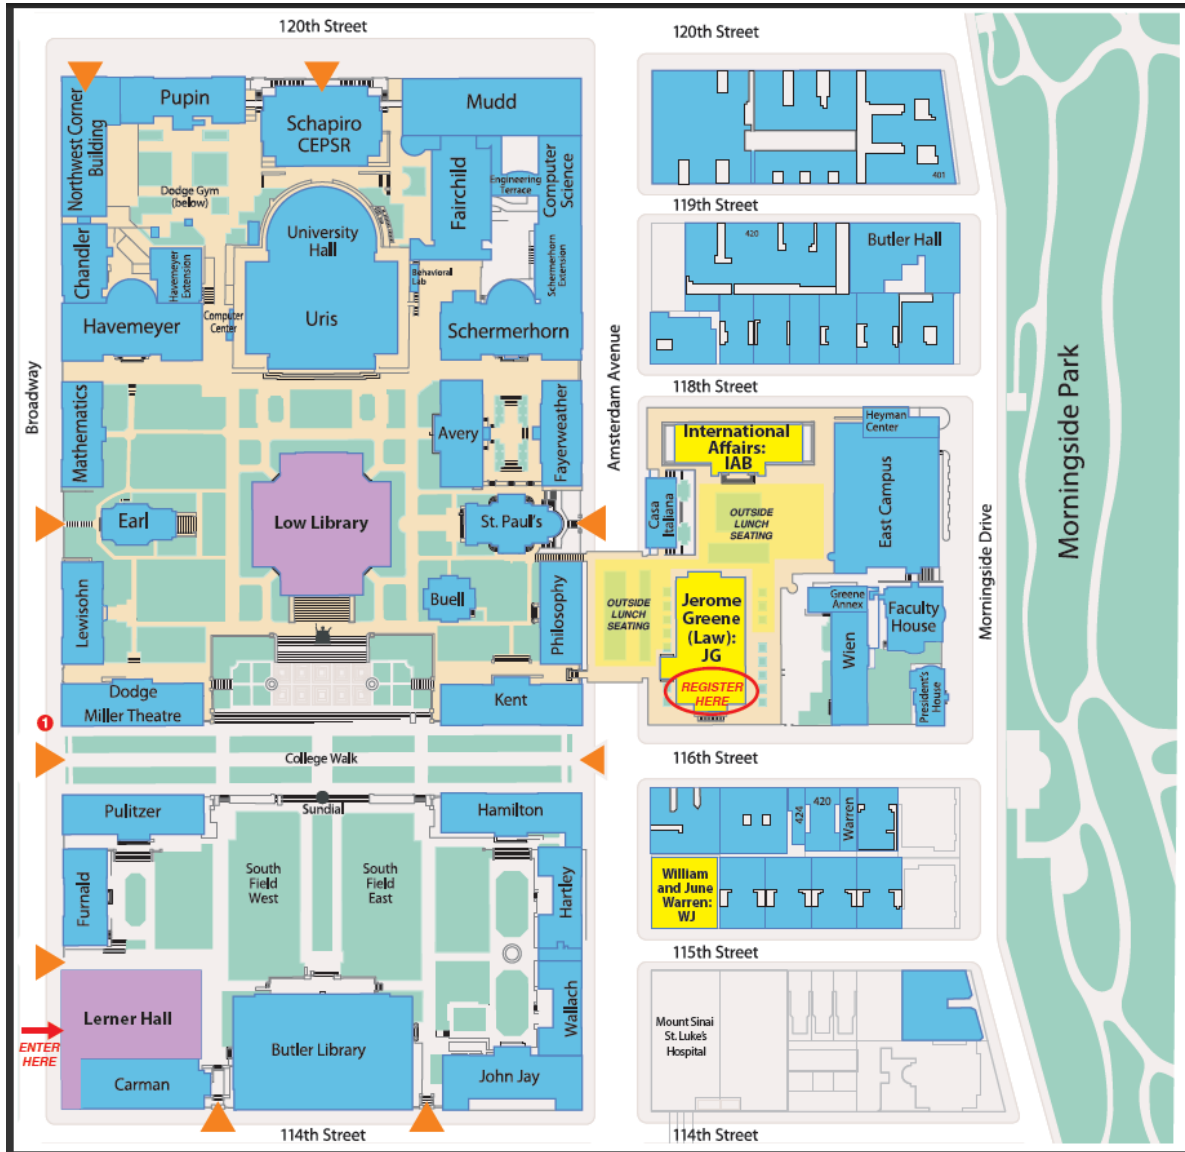 120th Street
120th Street
Northwest Corner
Building
Pupin
Schapiro
CEPSR
Mudd
Computer
Science
Engineering
Terrace
Fairchild
Dodge Gym
(below)
401
119th Street
University
Hall
Chandler
Havemeyer
Extension
Behavioral
Lab
Schermerhorn
Extension
420
Butler Hall
Computer
Center
Havemeyer
Uris
Schermerhorn
Broadway
Amsterdam Avenue
118th Street
Morningside Park
Mathematics
Avery
Fayerweather
International
Affairs:
IAB
Heyman
Center
East Campus
Casa
Italiana
OUTSIDE
LUNCH
SEATING
Earl
Low Library
St. Paul's
Morningside Drive
Lewisohn
Buell
Philosophy
OUTSIDE
LUNCH
SEATING
Jerome
Greene
(Law):
JG
REGISTER
HERE
Greene
Annex
Faculty
House
Wien
President's
House
Dodge
Miller Theatre
Kent
1
College Walk
116th Street
Pulitzer
Sundial
Hamilton
424
420
Warren
Furnald
South
Field
West
South
Field
East
Hartley
William
and June
Warren:
WJ
115th Street
Lerner Hall
ENTER
HERE
Carman
Butler Library
Wallach
John Jay
Mount Sinai
St. Luke's
Hospital
114th Street
114th Street